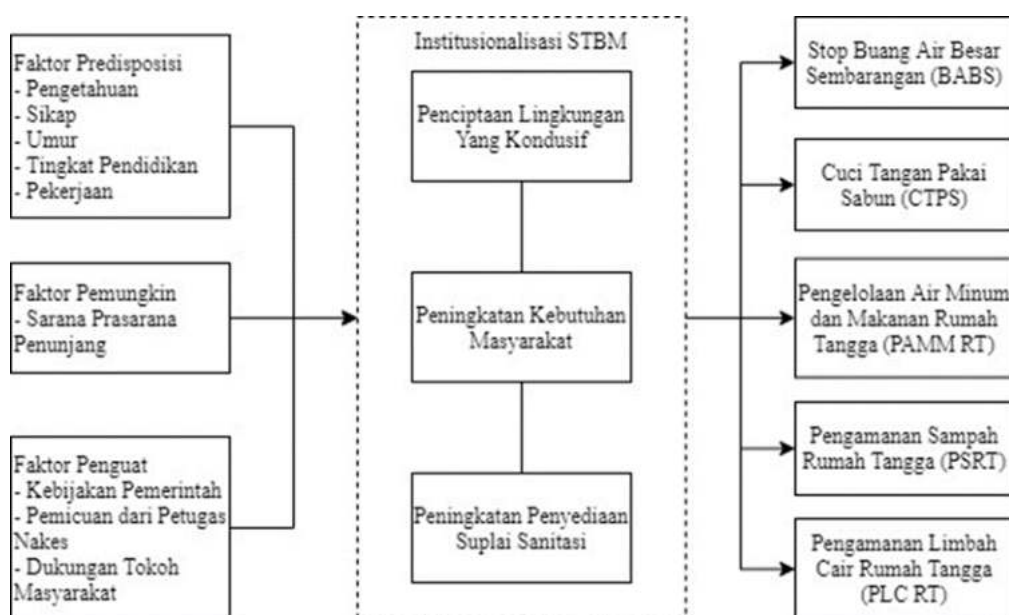 Faktor Predisposisi
- Pengetahuan
- Sikap
- Umur
- Tingkat Pendidikan
- Pekerjaan
Faktor Pemungkin
- Sarana Prasarana
Penunjang
Faktor Penguat
- Kebijakan Pemerintah
- Pemicuan dari Petugas
Nakes
- Dukungan Tokoh
Masyarakat
Institusionalisasi STBM
Penciptaan Lingkungan
Yang Kondusif
Peningkatan Kebutuhan
Masyarakat
Peningkatan Penyediaan
Suplai Sanitasi
Stop Buang Air Besar
Sembarangan (BABS)
Cuci Tangan Pakai
Sabun (CTPS)
Pengelolaan Air Minum
dan Makanan Rumah
Tangga (PAMM RT)
Pengamanan Sampah
Rumah Tangga (PSRT)
Pengamanan Limbah
Cair Rumah Tangga
(PLC RT)